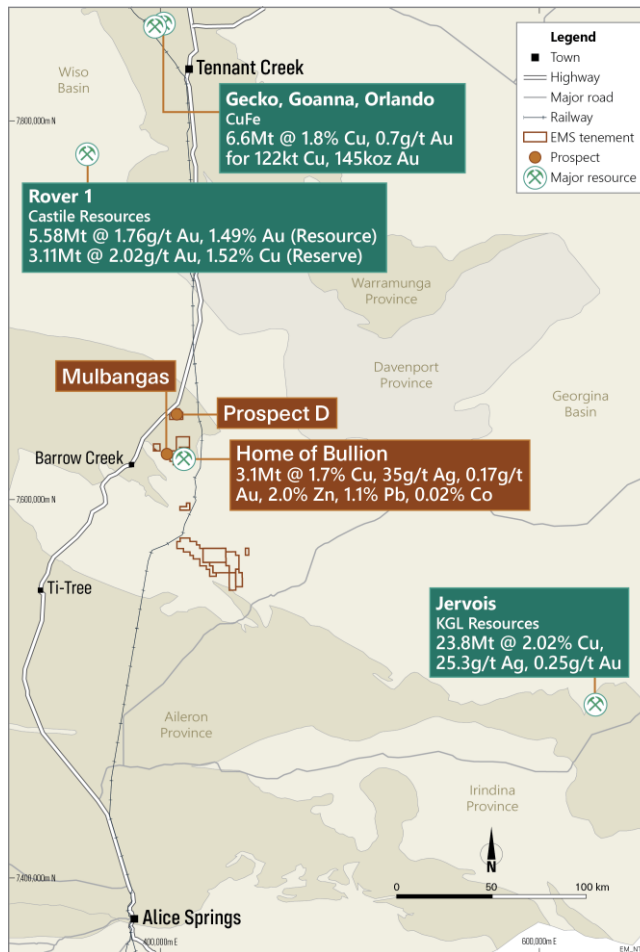 Wiso
Basin
Tennant Creek
Legend
Town
Highway
Major road
Railway
EMS tenement
Prospect
Major resource
Gecko, Goanna, Orlando
CuFe
6.6Mt @ 1.8% Cu, 0.7g/t Au
for 122kt Cu, 145koz Au
7,800,000m N
Rover 1
Castile Resources
5.58Mt @ 1.76g/t Au, 1.49% Au (Resource)
3.11Mt @ 2.02g/t Au, 1.52% Cu (Reserve)
Warramunga
Province
Davenport
Province
Georgina
Basin
Mulbangas
Prospect D
Barrow Creek
Home of Bullion
3.1Mt @ 1.7% Cu, 35g/t Ag, 0.17g/t
Au, 2.0% Zn, 1.1% Pb, 0.02% Co
7,600,000m N
Ti-Tree
Jervois
KGL Resources
23.8Mt @ 2.02% Cu,
25.3g/t Ag, 0.25g/t Au
Aileron
Province
Irindina
Province
N
0 50 100 km
7,400,000m N
Alice Springs
400,000m E
600,000m E